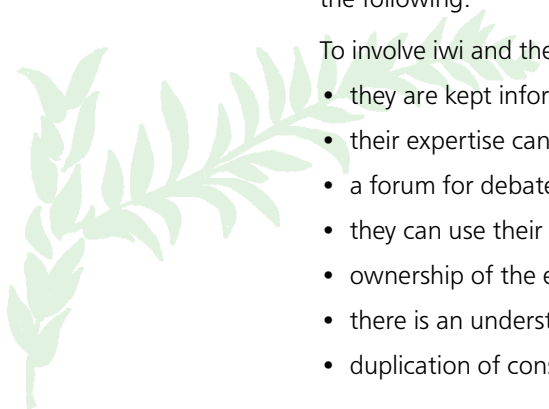 the following:
To involve iwi and the
• they are kept infor
• their expertise can
• a forum for debate
• they can use their
• ownership of the e
• there is an underst
• duplication of cons